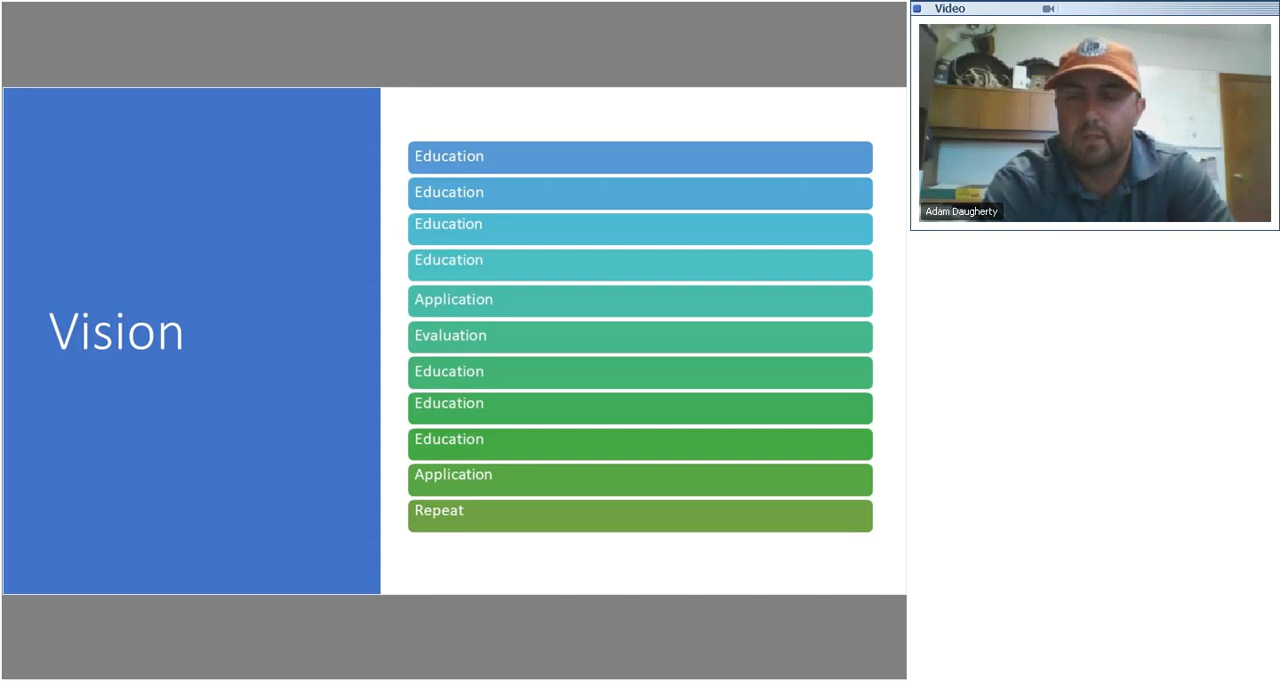 Vision
Education
Education
Education
Education
Application
Evaluation
Education
Education
Education
Application
Repeat
Video
Adam Daugherty